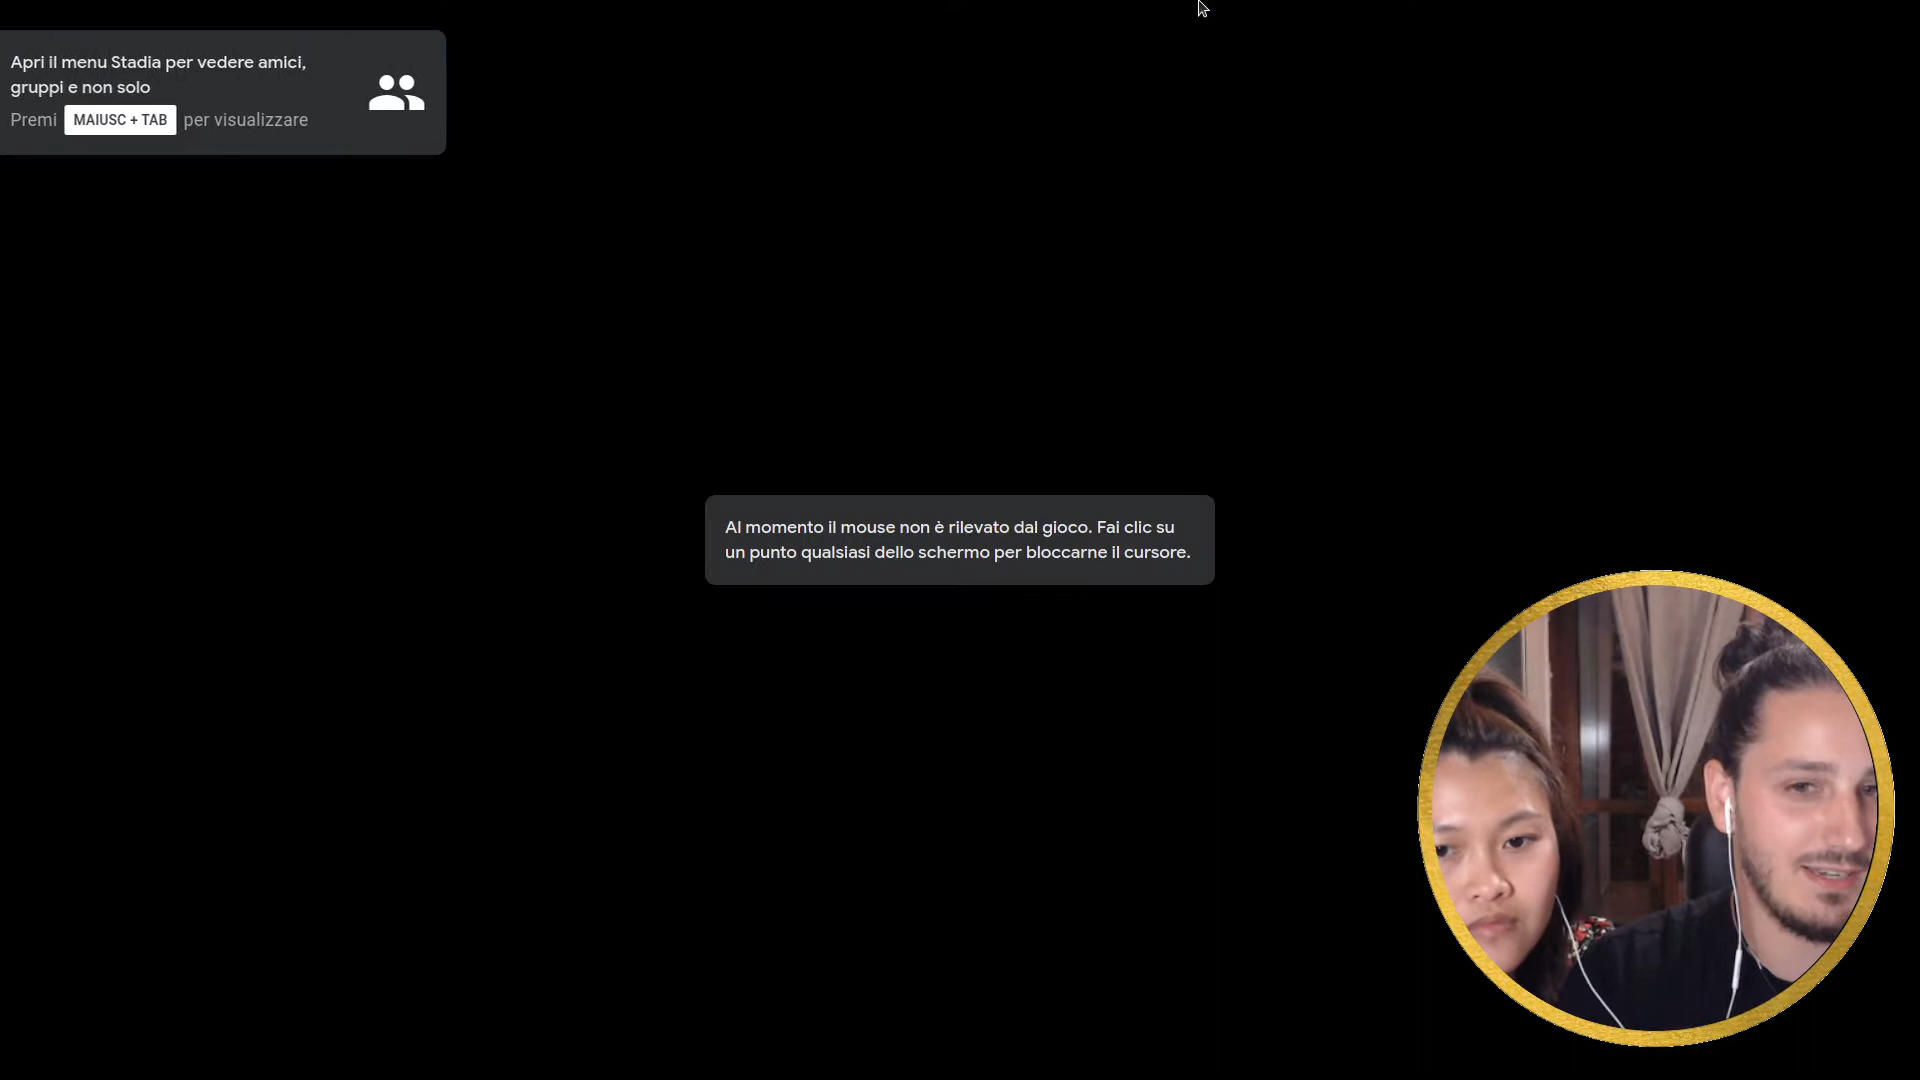 Apri il menu Stadia per vedere amici,
gruppi e non solo
Premi MAIUSC + TAB per visualizzare
Al momento il mouse non è rilevato dal gioco. Fai clic su
un punto qualsiasi dello schermo per bloccarne il cursore.